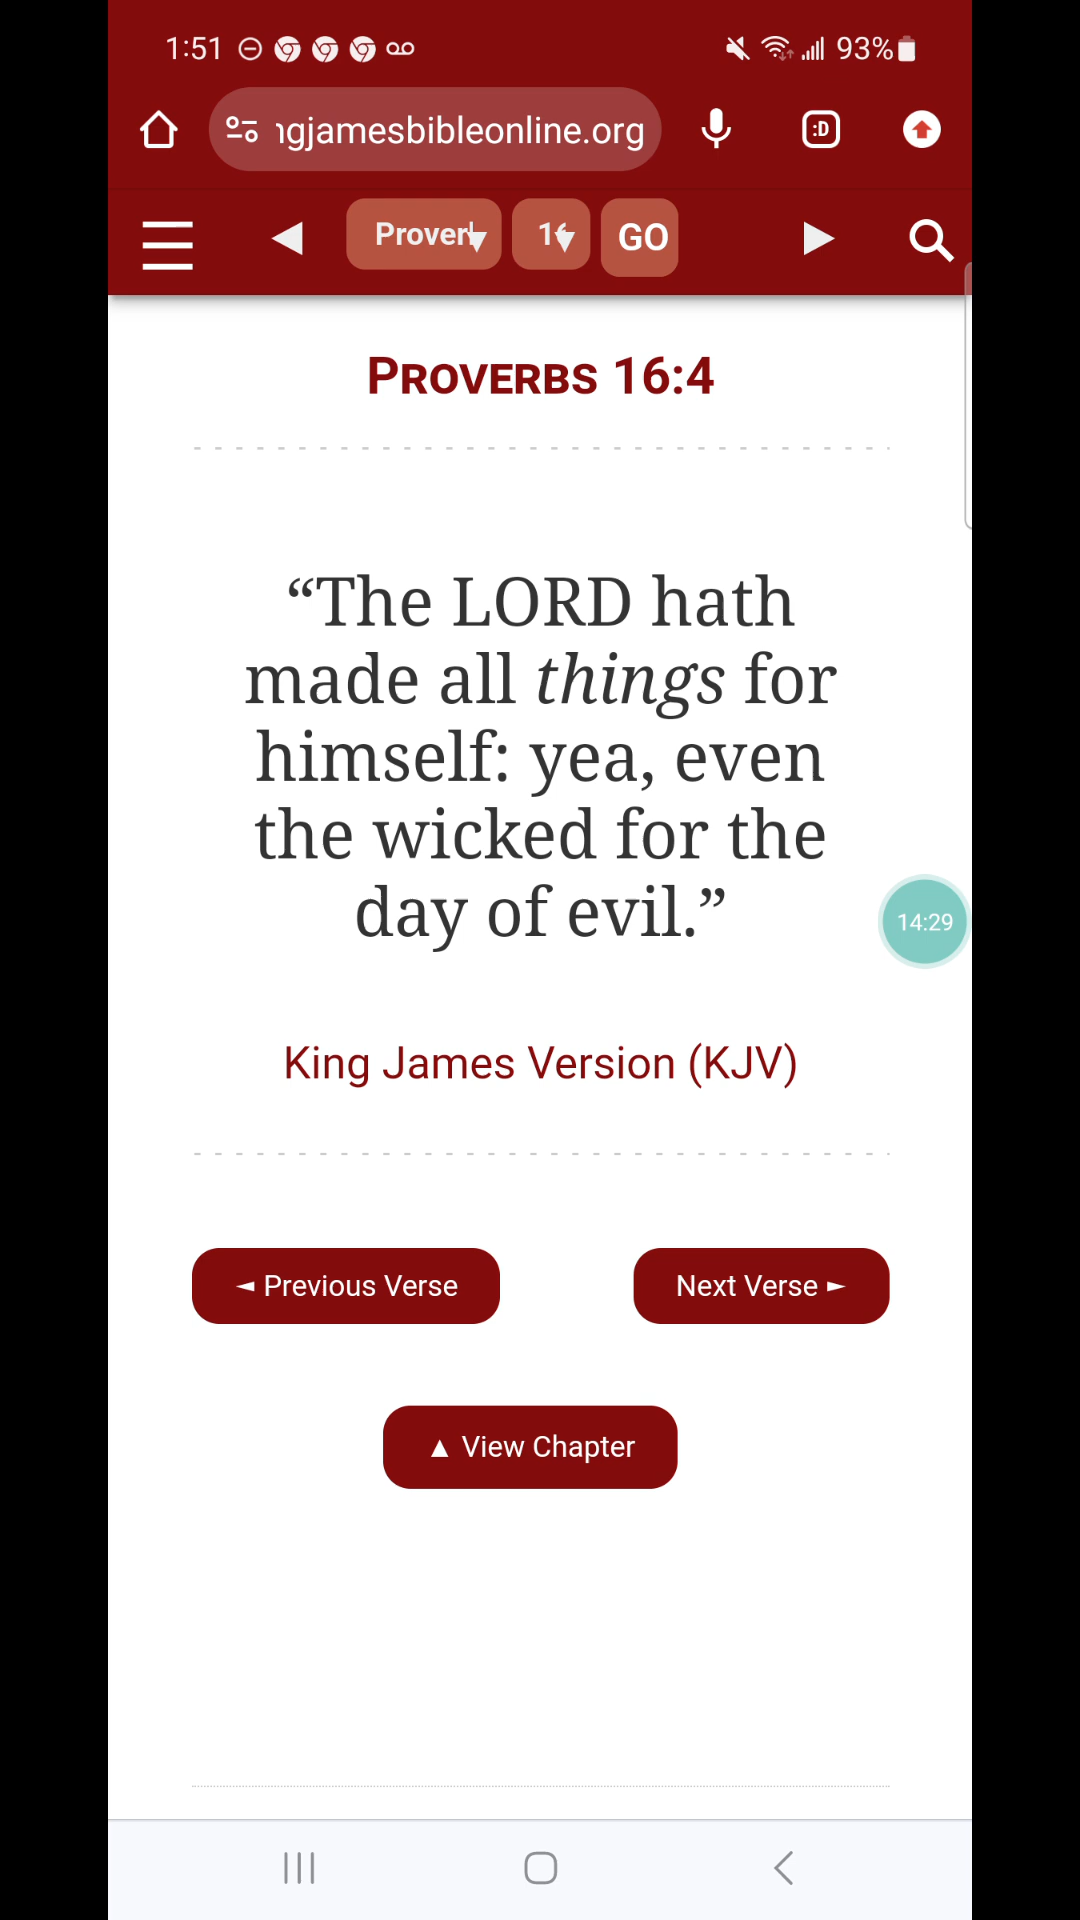 1:51 93%
ngjamesbibleonline.org :D
Proverb 16 GO
PROVERBS 16:4
“The LORD hath
made all things for
himself: yea, even
the wicked for the
day of evil.”
14:29
King James Version (KJV)
◄ Previous Verse Next Verse ►
▲ View Chapter